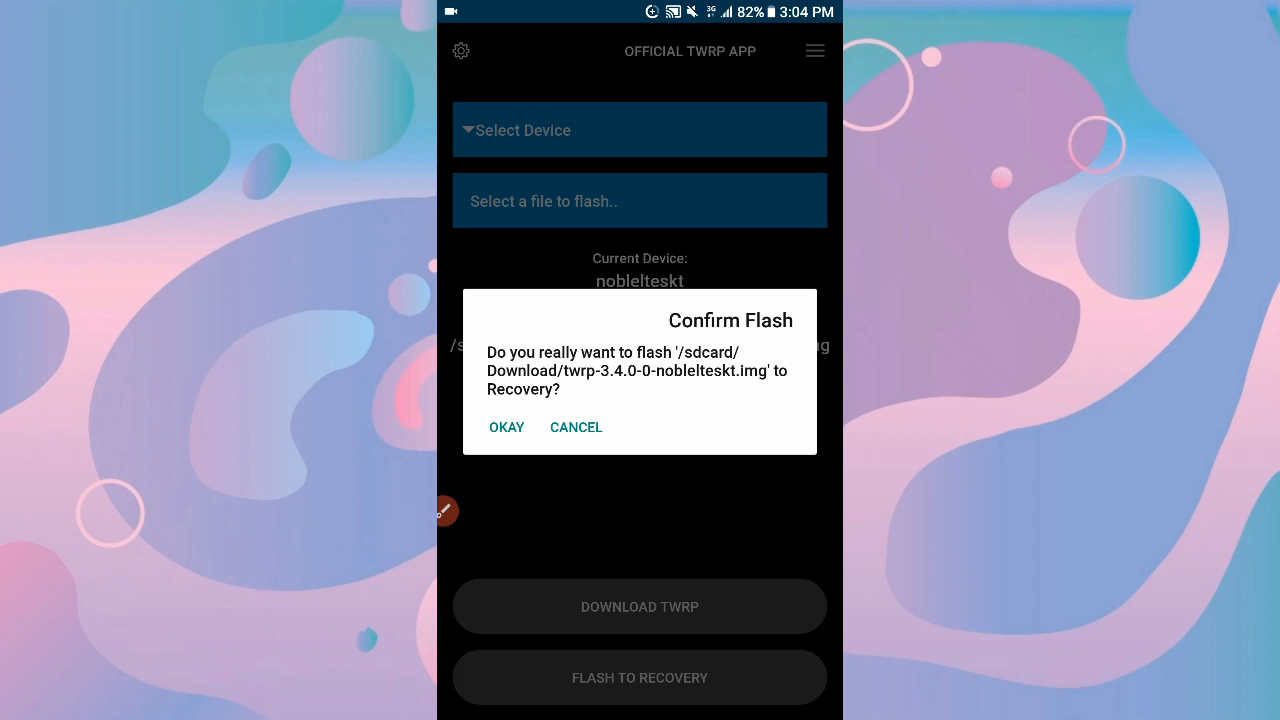 3G 82% 3:04 PM
OFFICIAL TWRP APP
Select Device
Select a file to flash..
Current Device:
noblelteskt
Confirm Flash
Do you really want to flash '/sdcard/
Download/twrp-3.4.0-0-noblelteskt.img' to
Recovery?
OKAY CANCEL
DOWNLOAD TWRP
FLASH TO RECOVERY